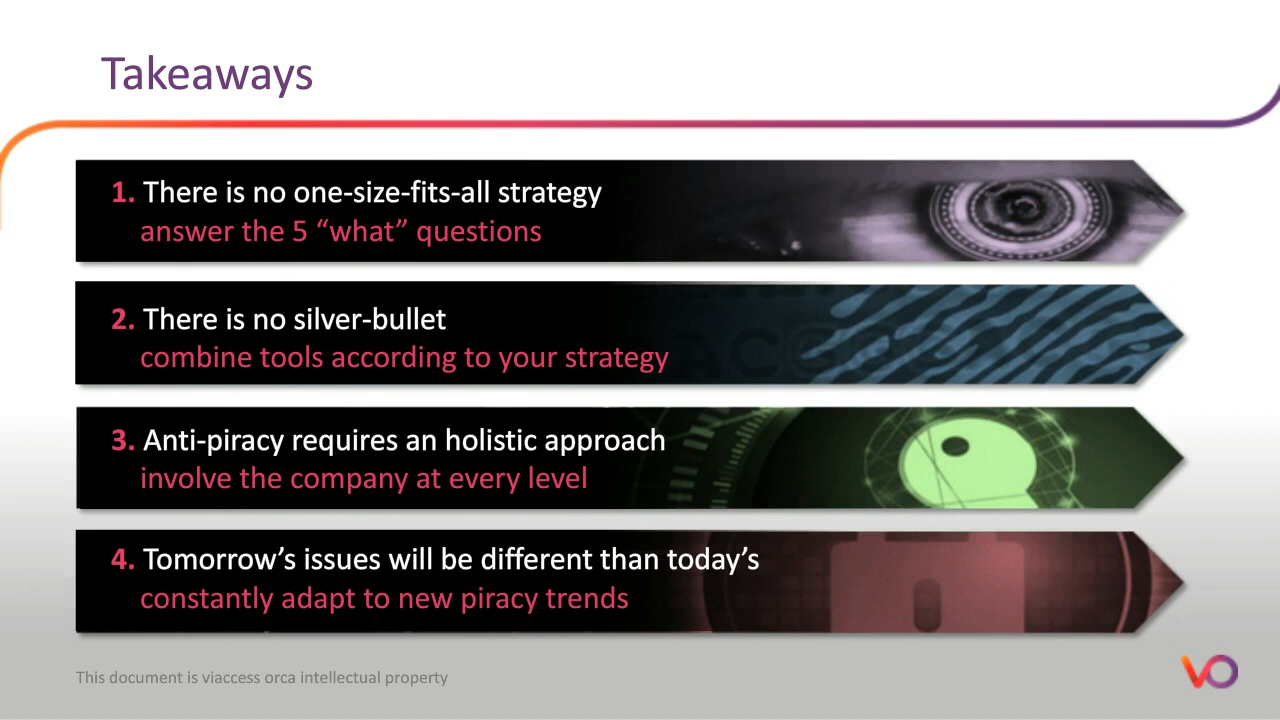 Takeaways
1. There is no one-size-fits-all strategy
answer the 5 “what” questions
2. There is no silver-bullet
combine tools according to your strategy
3. Anti-piracy requires an holistic approach
involve the company at every level
4. Tomorrow’s issues will be different than today’s
constantly adapt to new piracy trends
This document is viaccess orca intellectual property
VO